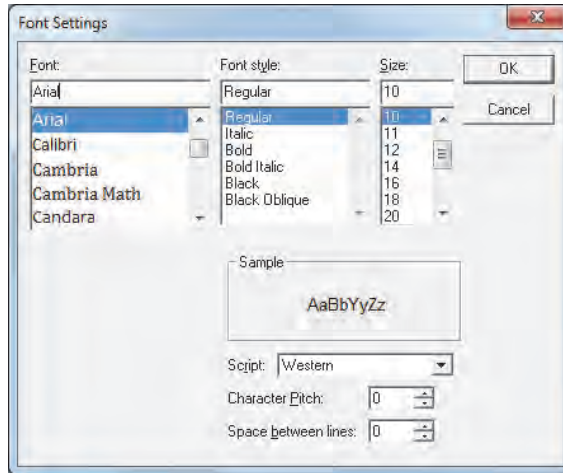 Font Settings
Font: Font style: Size:
Arial Regular 10 OK
Arial Regular 10 Cancel
Calibri Italic 11
Cambria Bold 12
Cambria Math Bold Italic 14
Candara Black 16
Black Oblique 18
20
Sample
AaBbYyZz
Script: Western
Character Pitch: 0
Space between lines: 0